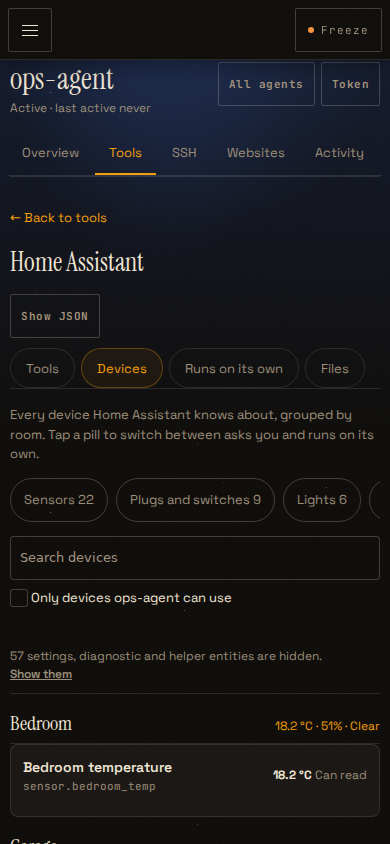 Freeze
ops-agent
All agents
Token
Active · last active never
Overview
Tools
SSH
Websites
Activity
← Back to tools
Home Assistant
Show JSON
Tools
Devices
Runs on its own
Files
Every device Home Assistant knows about, grouped by
room. Tap a pill to switch between asks you and runs on its
own.
Sensors 22
Plugs and switches 9
Lights 6
Search devices
Only devices ops-agent can use
57 settings, diagnostic and helper entities are hidden.
Show them
Bedroom
18.2 °C · 51% · Clear
Bedroom temperature
18.2 °C Can read
sensor.bedroom_temp